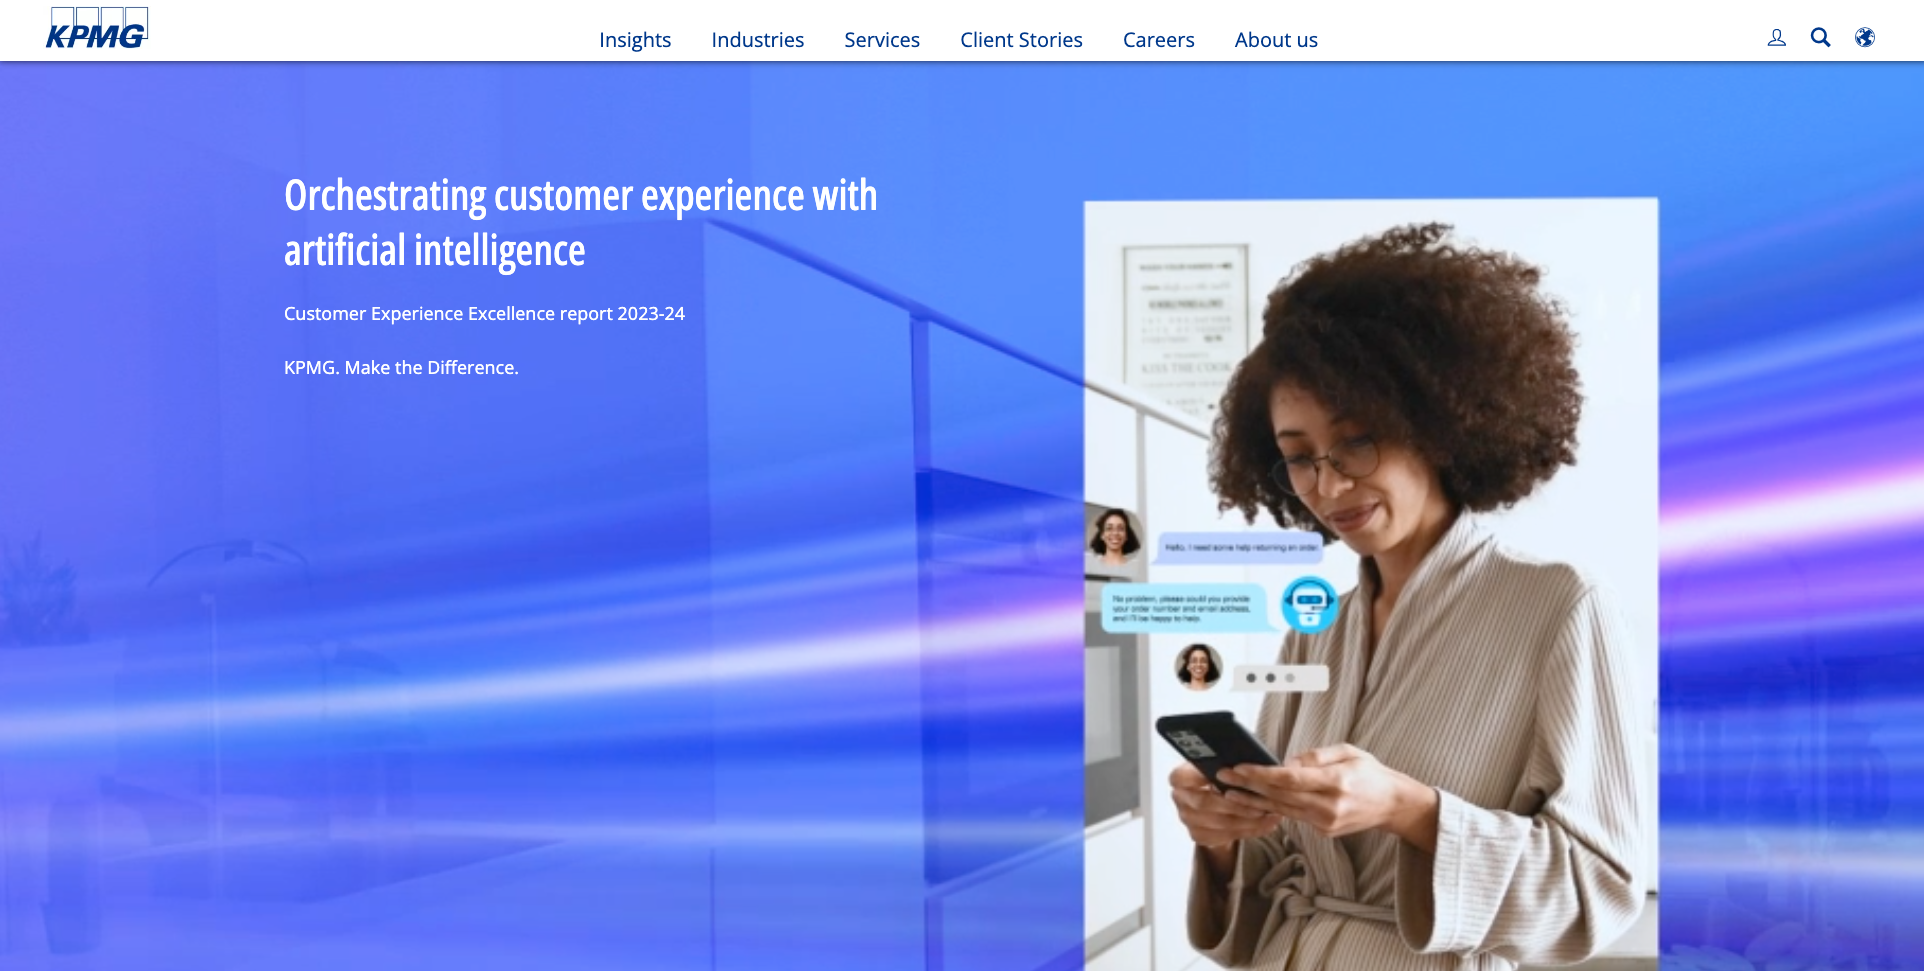 KPMG
Insights
Industries
Services
Client Stories
Careers
About us
Orchestrating customer experience with
artificial intelligence
Customer Experience Excellence report 2023-24
KPMG. Make the Difference.
KISS THE COOK
Hello, I need some help returning an order.
No problem, please could you provide
your order number and email address,
and I'll be happy to help.